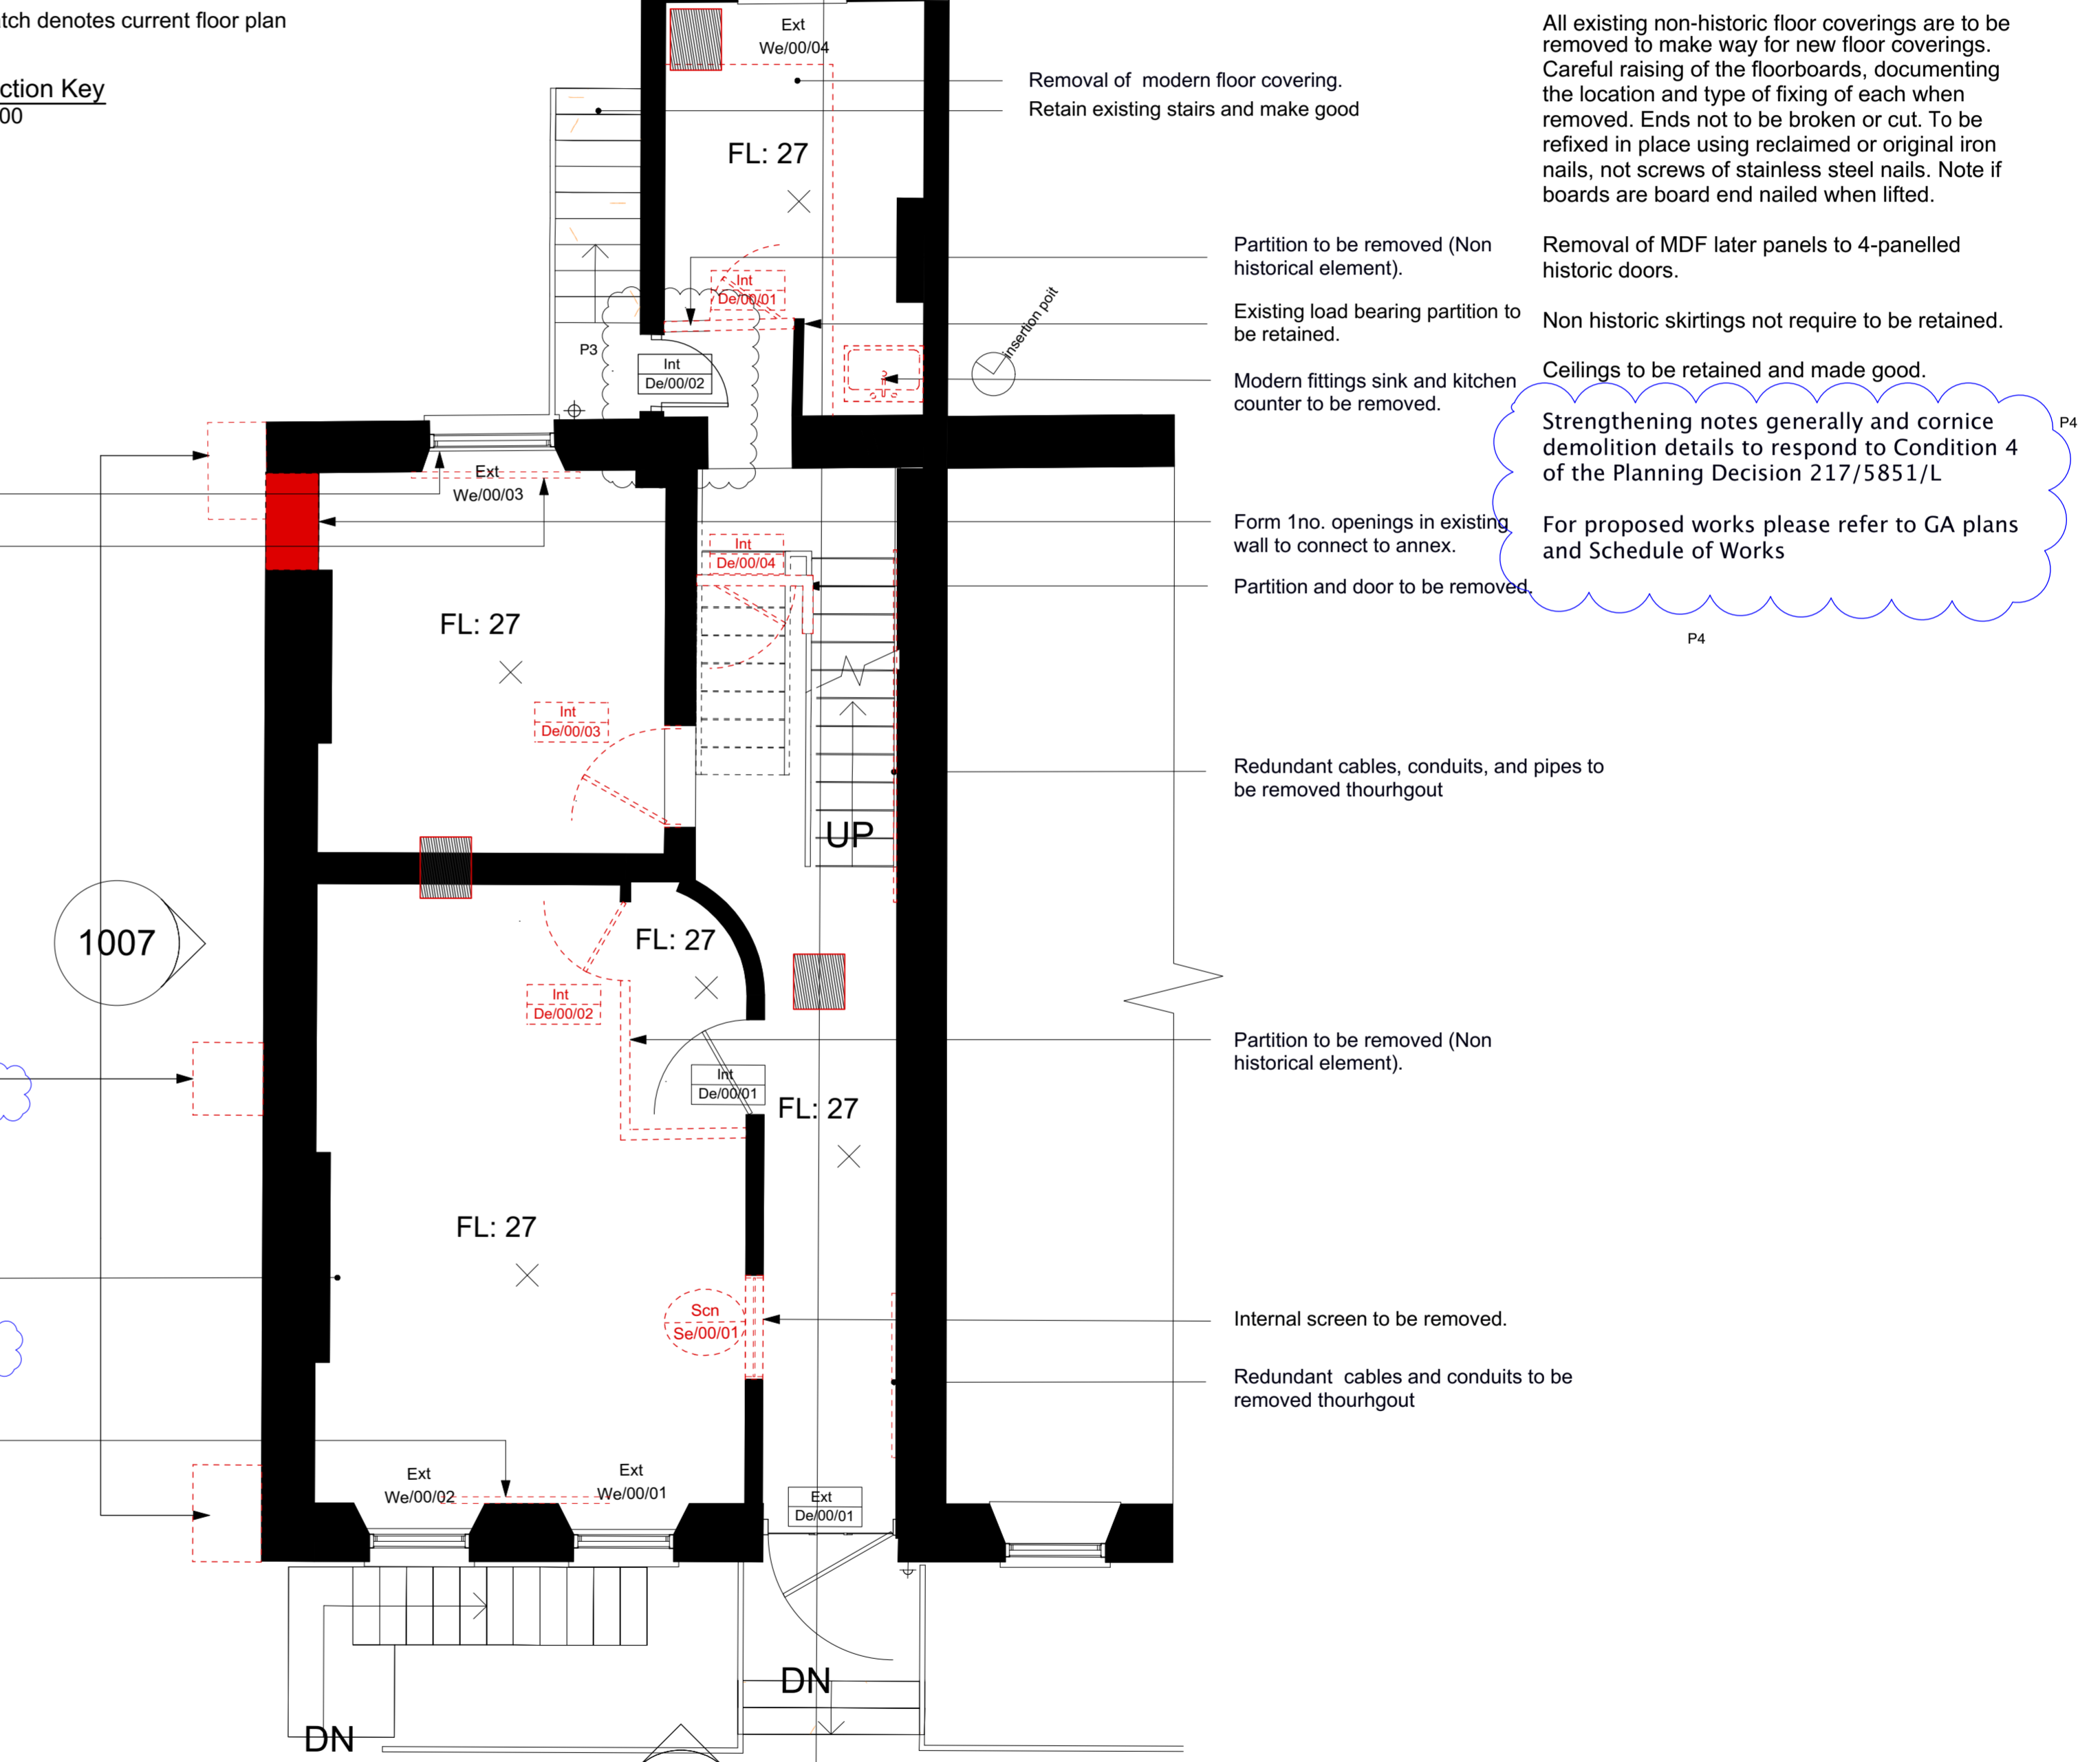 tch denotes current floor plan
ction Key
00
Ext
We/00/04
Removal of  modern floor covering.
Retain existing stairs and make good
FL: 27
Int
De/00/01
Partition to be removed (Non
historical element).
Existing load bearing partition to
be retained.
Modern fittings sink and kitchen
counter to be removed.
insertion poit
P3
Int
De/00/02
Ext
We/00/03
Form 1no. openings in existing
wall to connect to annex.
Int
De/00/04
Partition and door to be removed.
FL: 27
Int
De/00/03
Redundant cables, conduits, and pipes to
be removed thourhgout
UP
1007
FL: 27
Int
De/00/02
Partition to be removed (Non
historical element).
Int
De/00/01
FL: 27
FL: 27
Scn
Se/00/01
Internal screen to be removed.
Redundant  cables and conduits to be
removed thourhgout
Ext
We/00/02
Ext
We/00/01
Ext
De/00/01
DN
DN
All existing non-historic floor coverings are to be
removed to make way for new floor coverings.
Careful raising of the floorboards, documenting
the location and type of fixing of each when
removed. Ends not to be broken or cut. To be
refixed in place using reclaimed or original iron
nails, not screws of stainless steel nails. Note if
boards are board end nailed when lifted.
Removal of MDF later panels to 4-panelled
historic doors.
Non historic skirtings not require to be retained.
Ceilings to be retained and made good.
Strengthening notes generally and cornice
demolition details to respond to Condition 4
of the Planning Decision 217/5851/L
For proposed works please refer to GA plans
and Schedule of Works
P4
P4